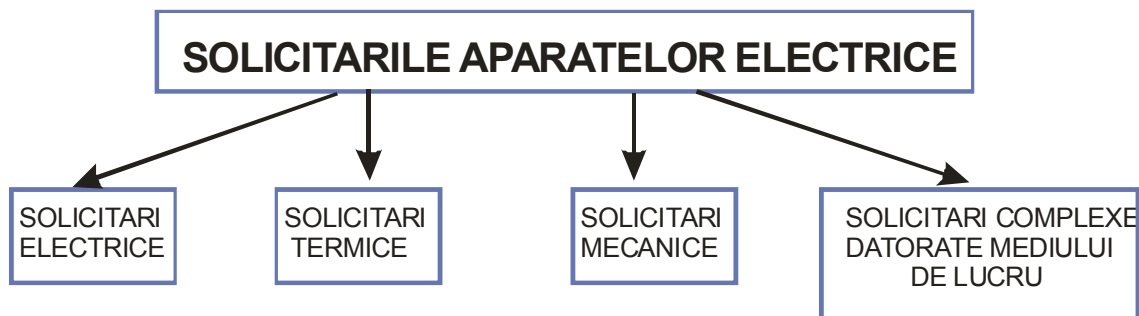 SOLICITARILE APARATELOR ELECTRICE
SOLICITARI
ELECTRICE
SOLICITARI
TERMICE
SOLICITARI
MECANICE
SOLICITARI COMPLEXE
DATORATE MEDIULUI
DE LUCRU